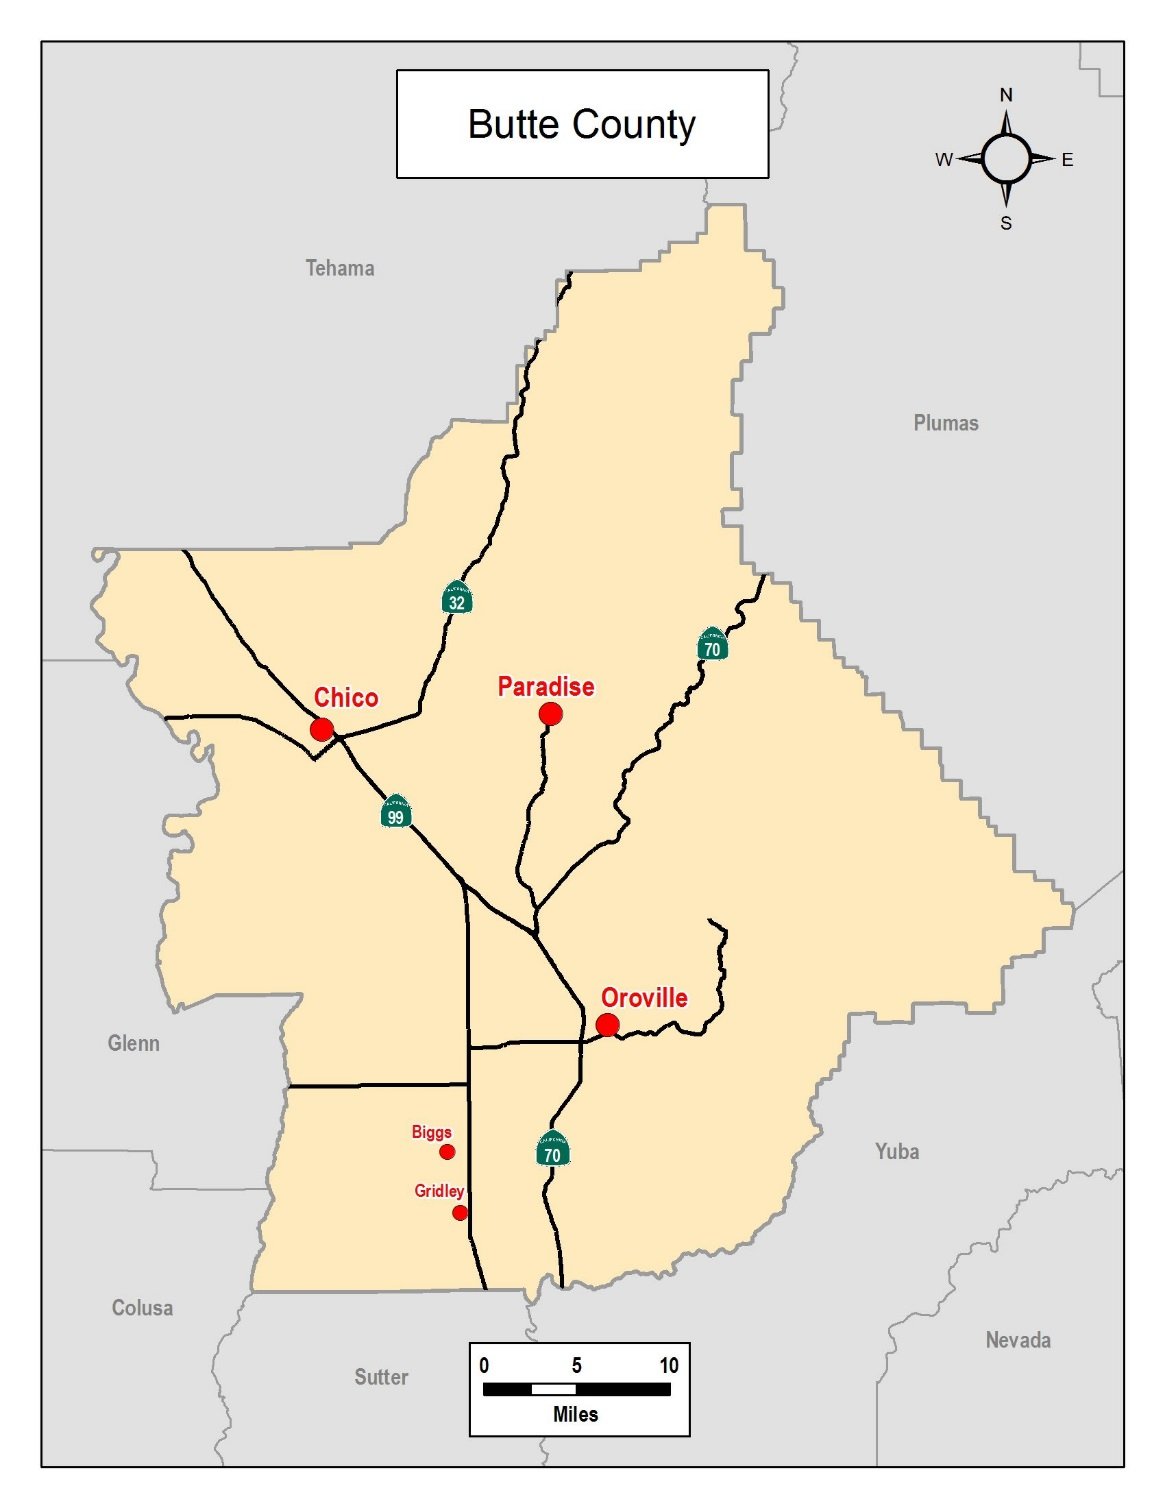 Butte County
N
W
E
S
Tehama
Plumas
32
70
Paradise
Chico
99
Oroville
Glenn
Biggs
70
Yuba
Gridley
Colusa
Nevada
Sutter
0 5 10
Miles